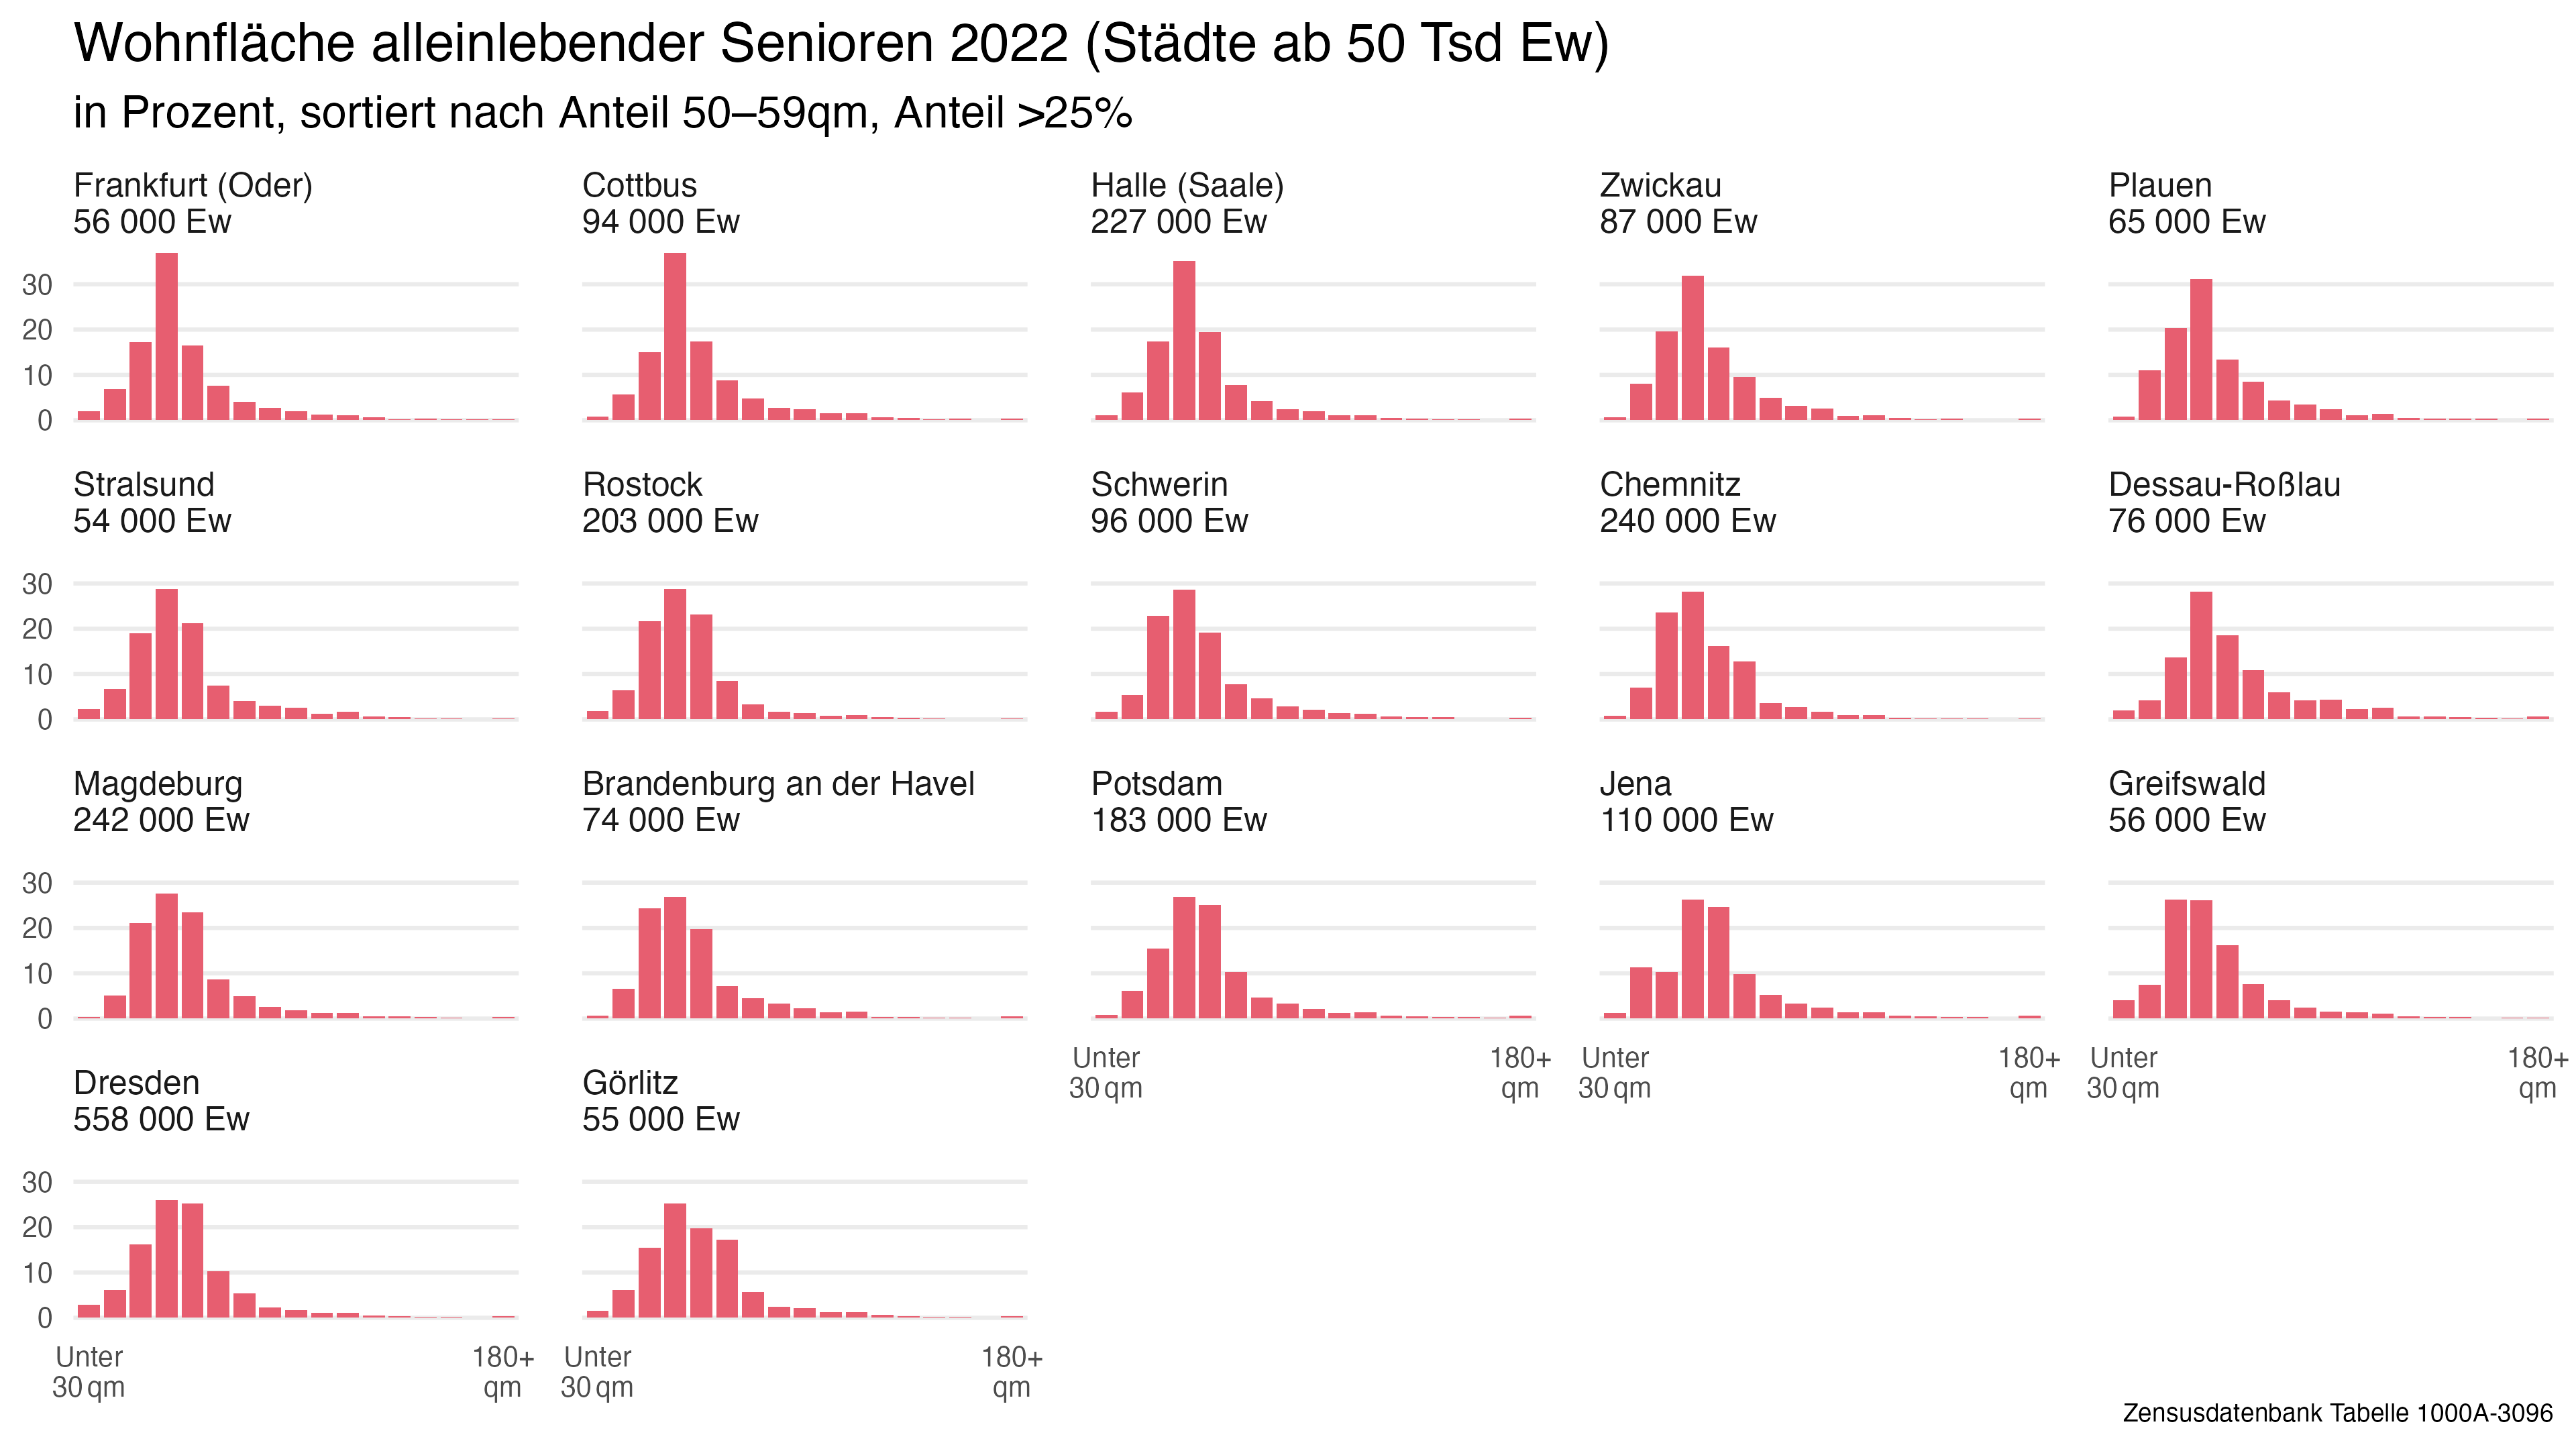 Wohnfläche alleinlebender Senioren 2022 (Städte ab 50 Tsd Ew)
in Prozent, sortiert nach Anteil 50–59qm, Anteil >25%
Frankfurt (Oder)
56 000 Ew
Cottbus
94 000 Ew
Halle (Saale)
227 000 Ew
Zwickau
87 000 Ew
Plauen
65 000 Ew
30
20
10
0
Stralsund
54 000 Ew
Rostock
203 000 Ew
Schwerin
96 000 Ew
Chemnitz
240 000 Ew
Dessau-Roßlau
76 000 Ew
30
20
10
0
Magdeburg
242 000 Ew
Brandenburg an der Havel
74 000 Ew
Potsdam
183 000 Ew
Jena
110 000 Ew
Greifswald
56 000 Ew
30
20
10
0
Unter
30 qm
180+
qm
Unter
30 qm
180+
qm
Unter
30 qm
180+
qm
Dresden
558 000 Ew
Görlitz
55 000 Ew
30
20
10
0
Unter
30 qm
180+
qm
Unter
30 qm
180+
qm
Zensusdatenbank Tabelle 1000A-3096